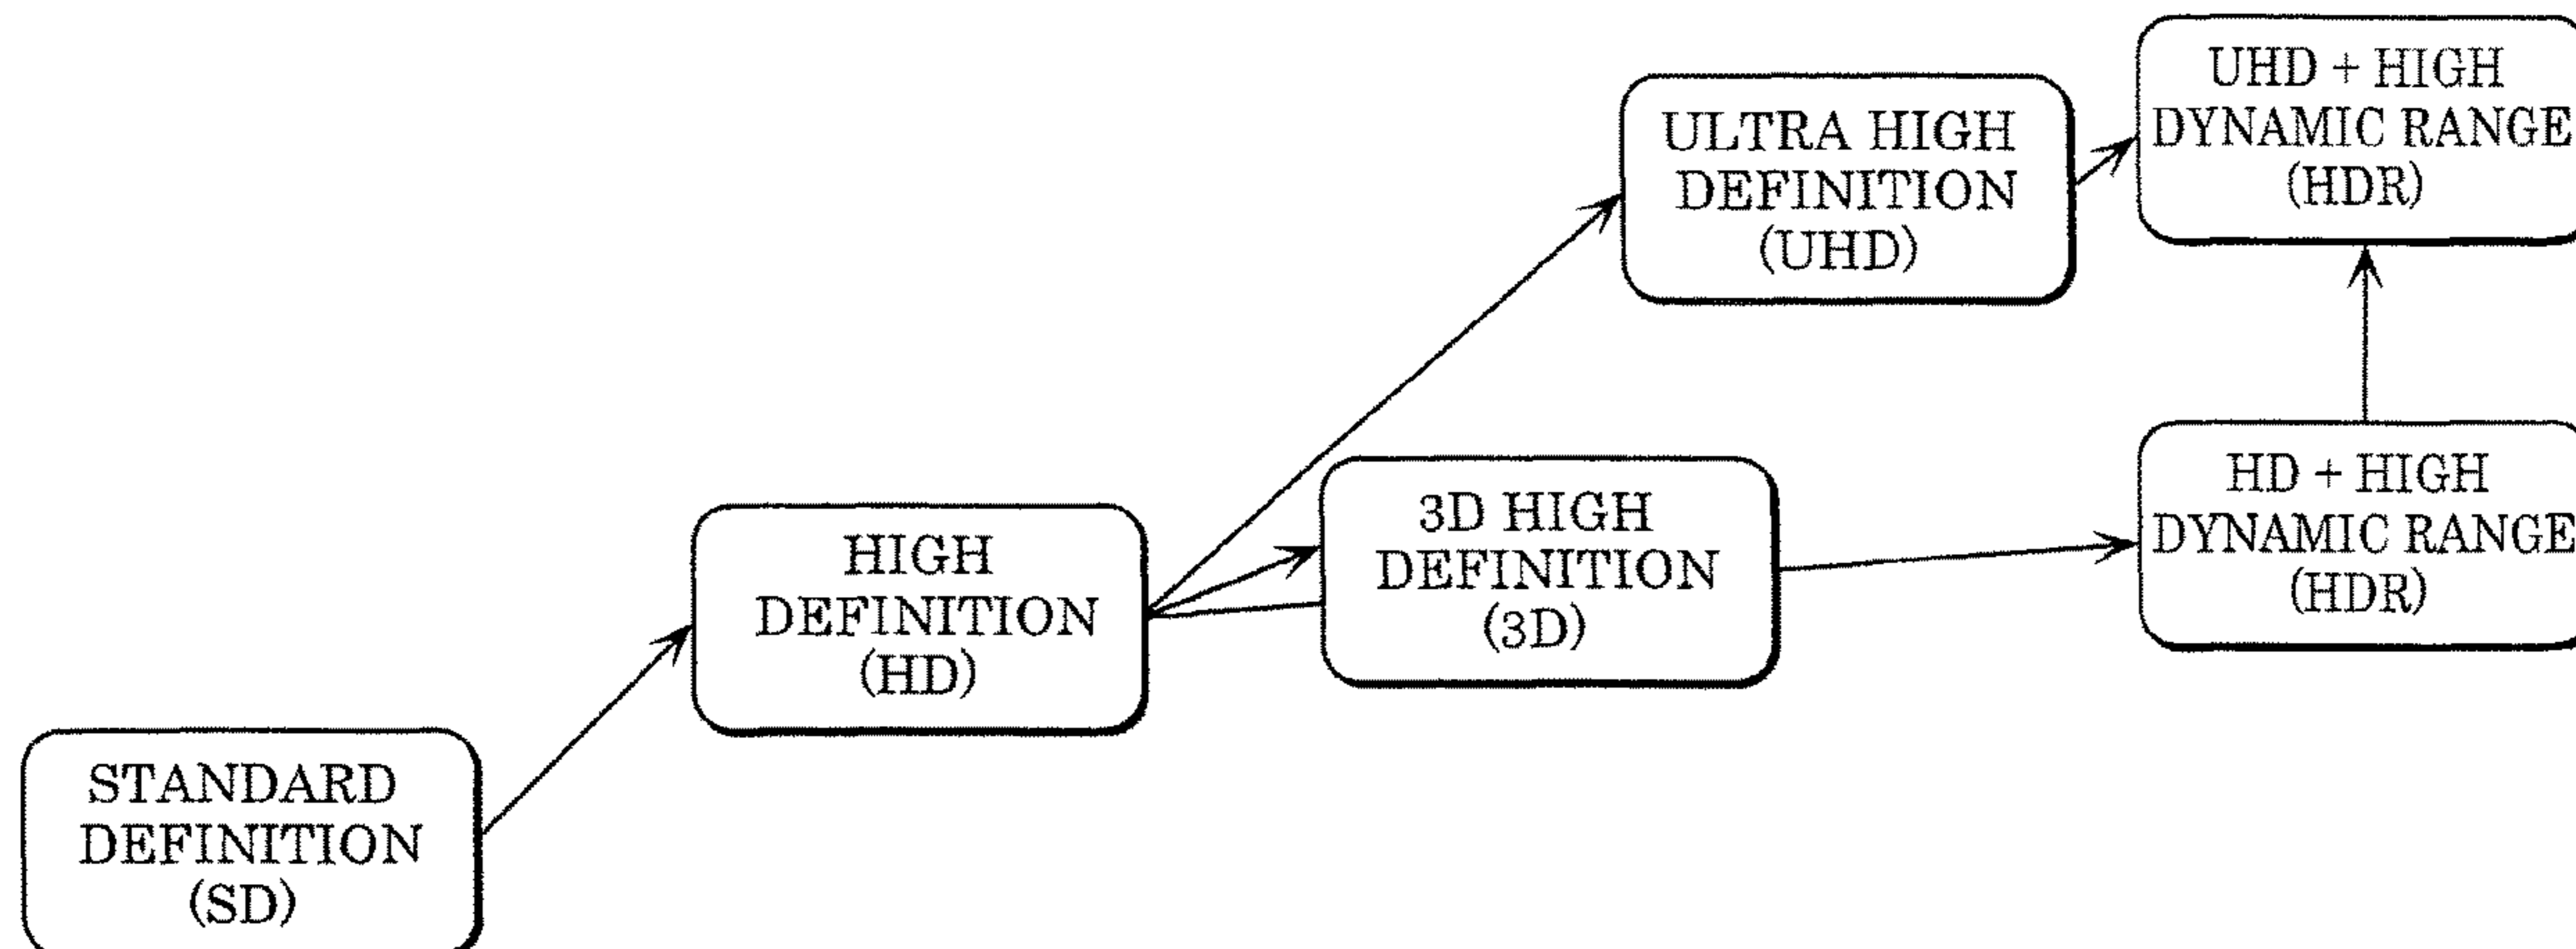 STANDARD
DEFINITION
(SD)
HIGH
DEFINITION
(HD)
3D HIGH
DEFINITION
(3D)
ULTRA HIGH
DEFINITION
(UHD)
UHD + HIGH
DYNAMIC RANGE
(HDR)
HD + HIGH
DYNAMIC RANGE
(HDR)